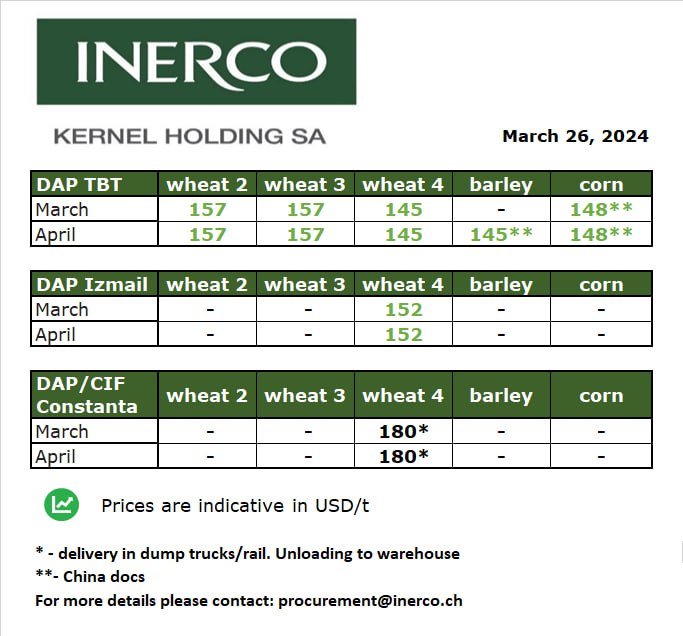 INERCO
KERNEL HOLDING SA
March 26, 2024
DAP TBT wheat 2 wheat 3 wheat 4 barley corn
March 157 157 145 - 148**
April 157 157 145 145** 148**
DAP Izmail wheat 2 wheat 3 wheat 4 barley corn
March - - 152 - -
April - - 152 - -
DAP/CIF
Constanta wheat 2 wheat 3 wheat 4 barley corn
March - - 180* - -
April - - 180* - -
Prices are indicative in USD/t
* - delivery in dump trucks/rail. Unloading to warehouse
**- China docs
For more details please contact: procurement@inerco.ch